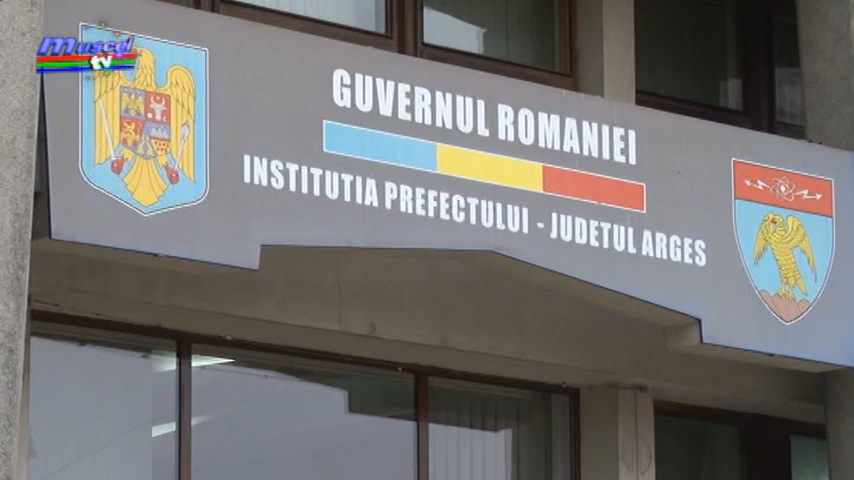 Muscel
tv
GUVERNUL ROMANIEI
INSTITUTIA PREFECTULUI - JUDETUL ARGES